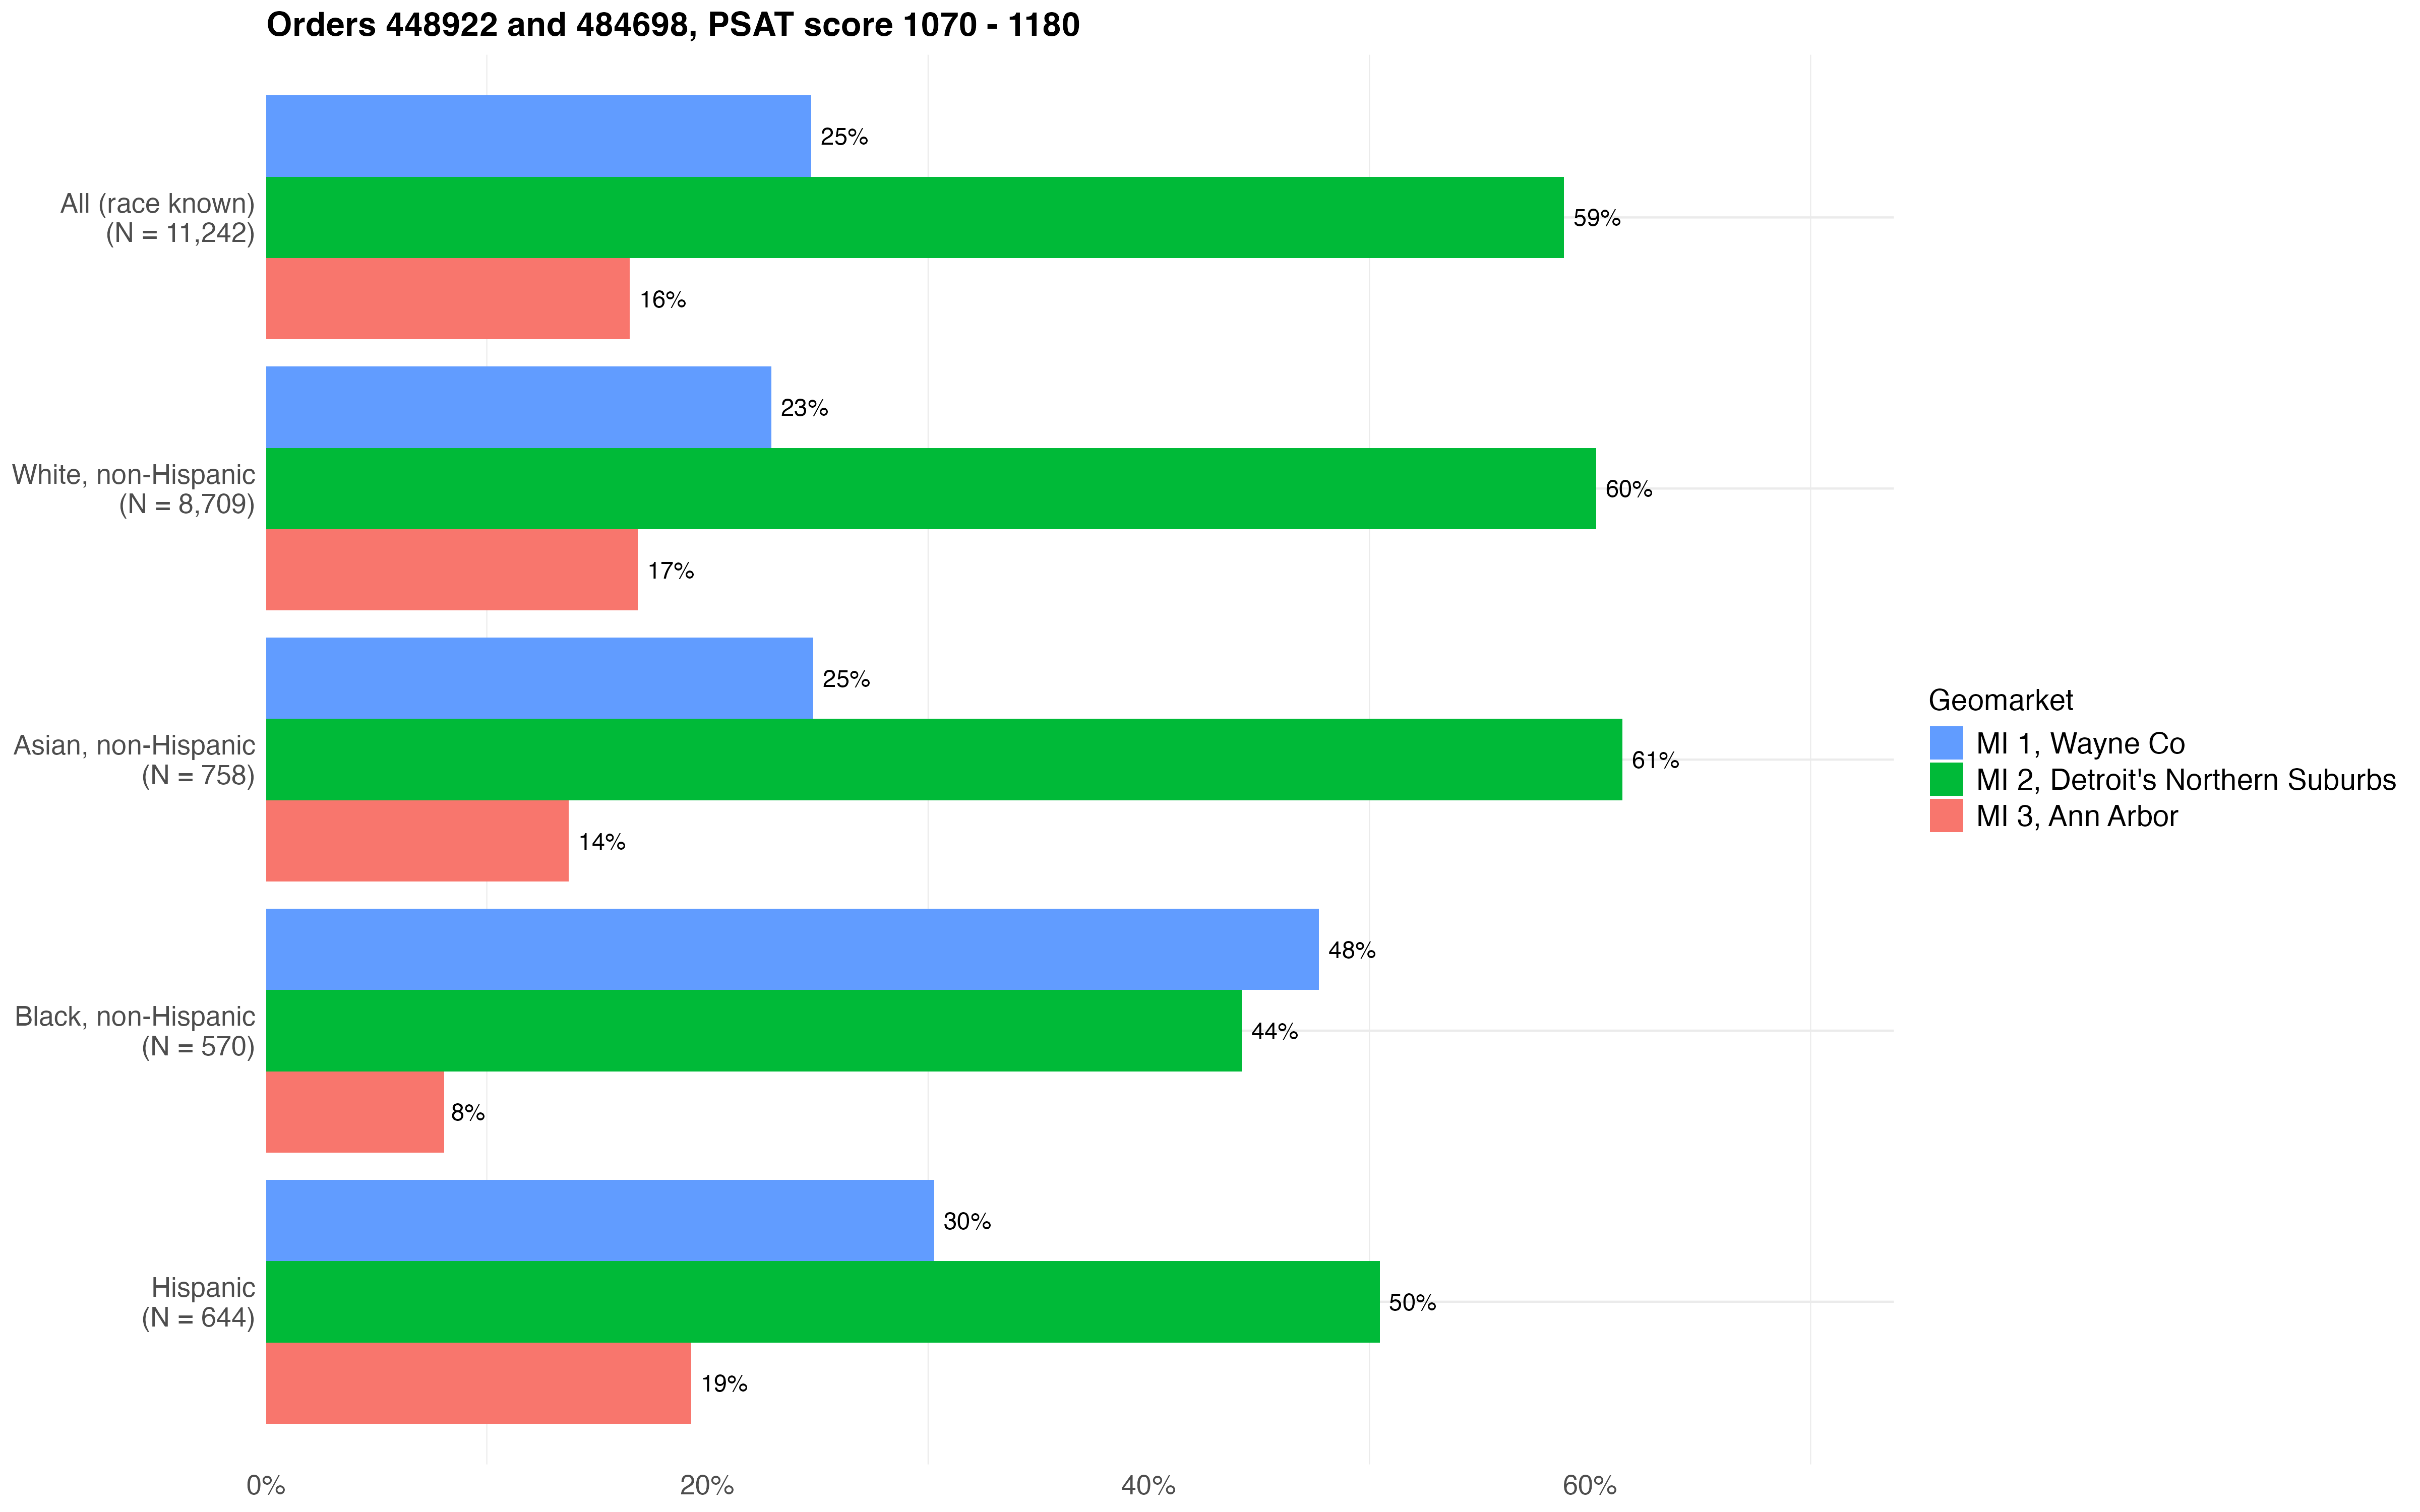 Orders 448922 and 484698, PSAT score 1070 - 1180
All (race known)
(N = 11,242)
25%
59%
16%
White, non-Hispanic
(N = 8,709)
23%
60%
17%
Asian, non-Hispanic
(N = 758)
25%
61%
14%
Black, non-Hispanic
(N = 570)
48%
44%
8%
Hispanic
(N = 644)
30%
50%
19%
0%
20%
40%
60%
Geomarket
MI 1, Wayne Co
MI 2, Detroit's Northern Suburbs
MI 3, Ann Arbor